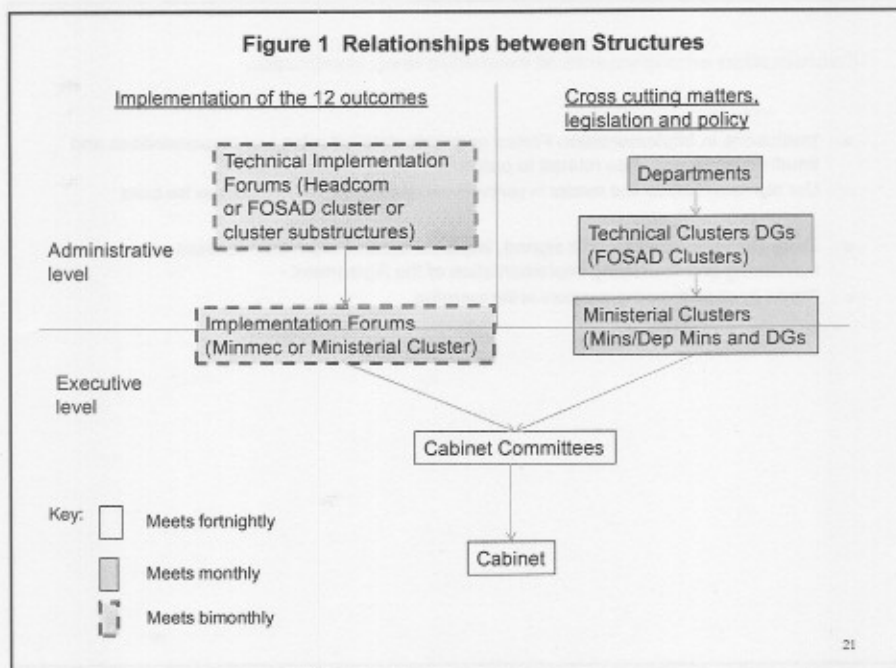 Figure 1 Relationships between Structures
Implementation of the 12 outcomes
Cross cutting matters,
legislation and policy
Technical Implementation
Forums (Headcom
or FOSAD cluster or
cluster substructures)
Departments
Administrative
level
Technical Clusters DGs
(FOSAD Clusters)
Implementation Forums
(Minmec or Ministerial Cluster)
Ministerial Clusters
(Mins/Dep Mins and DGs
Executive
level
Cabinet Committees
Cabinet
Key:
Meets fortnightly
Meets monthly
Meets bimonthly
21